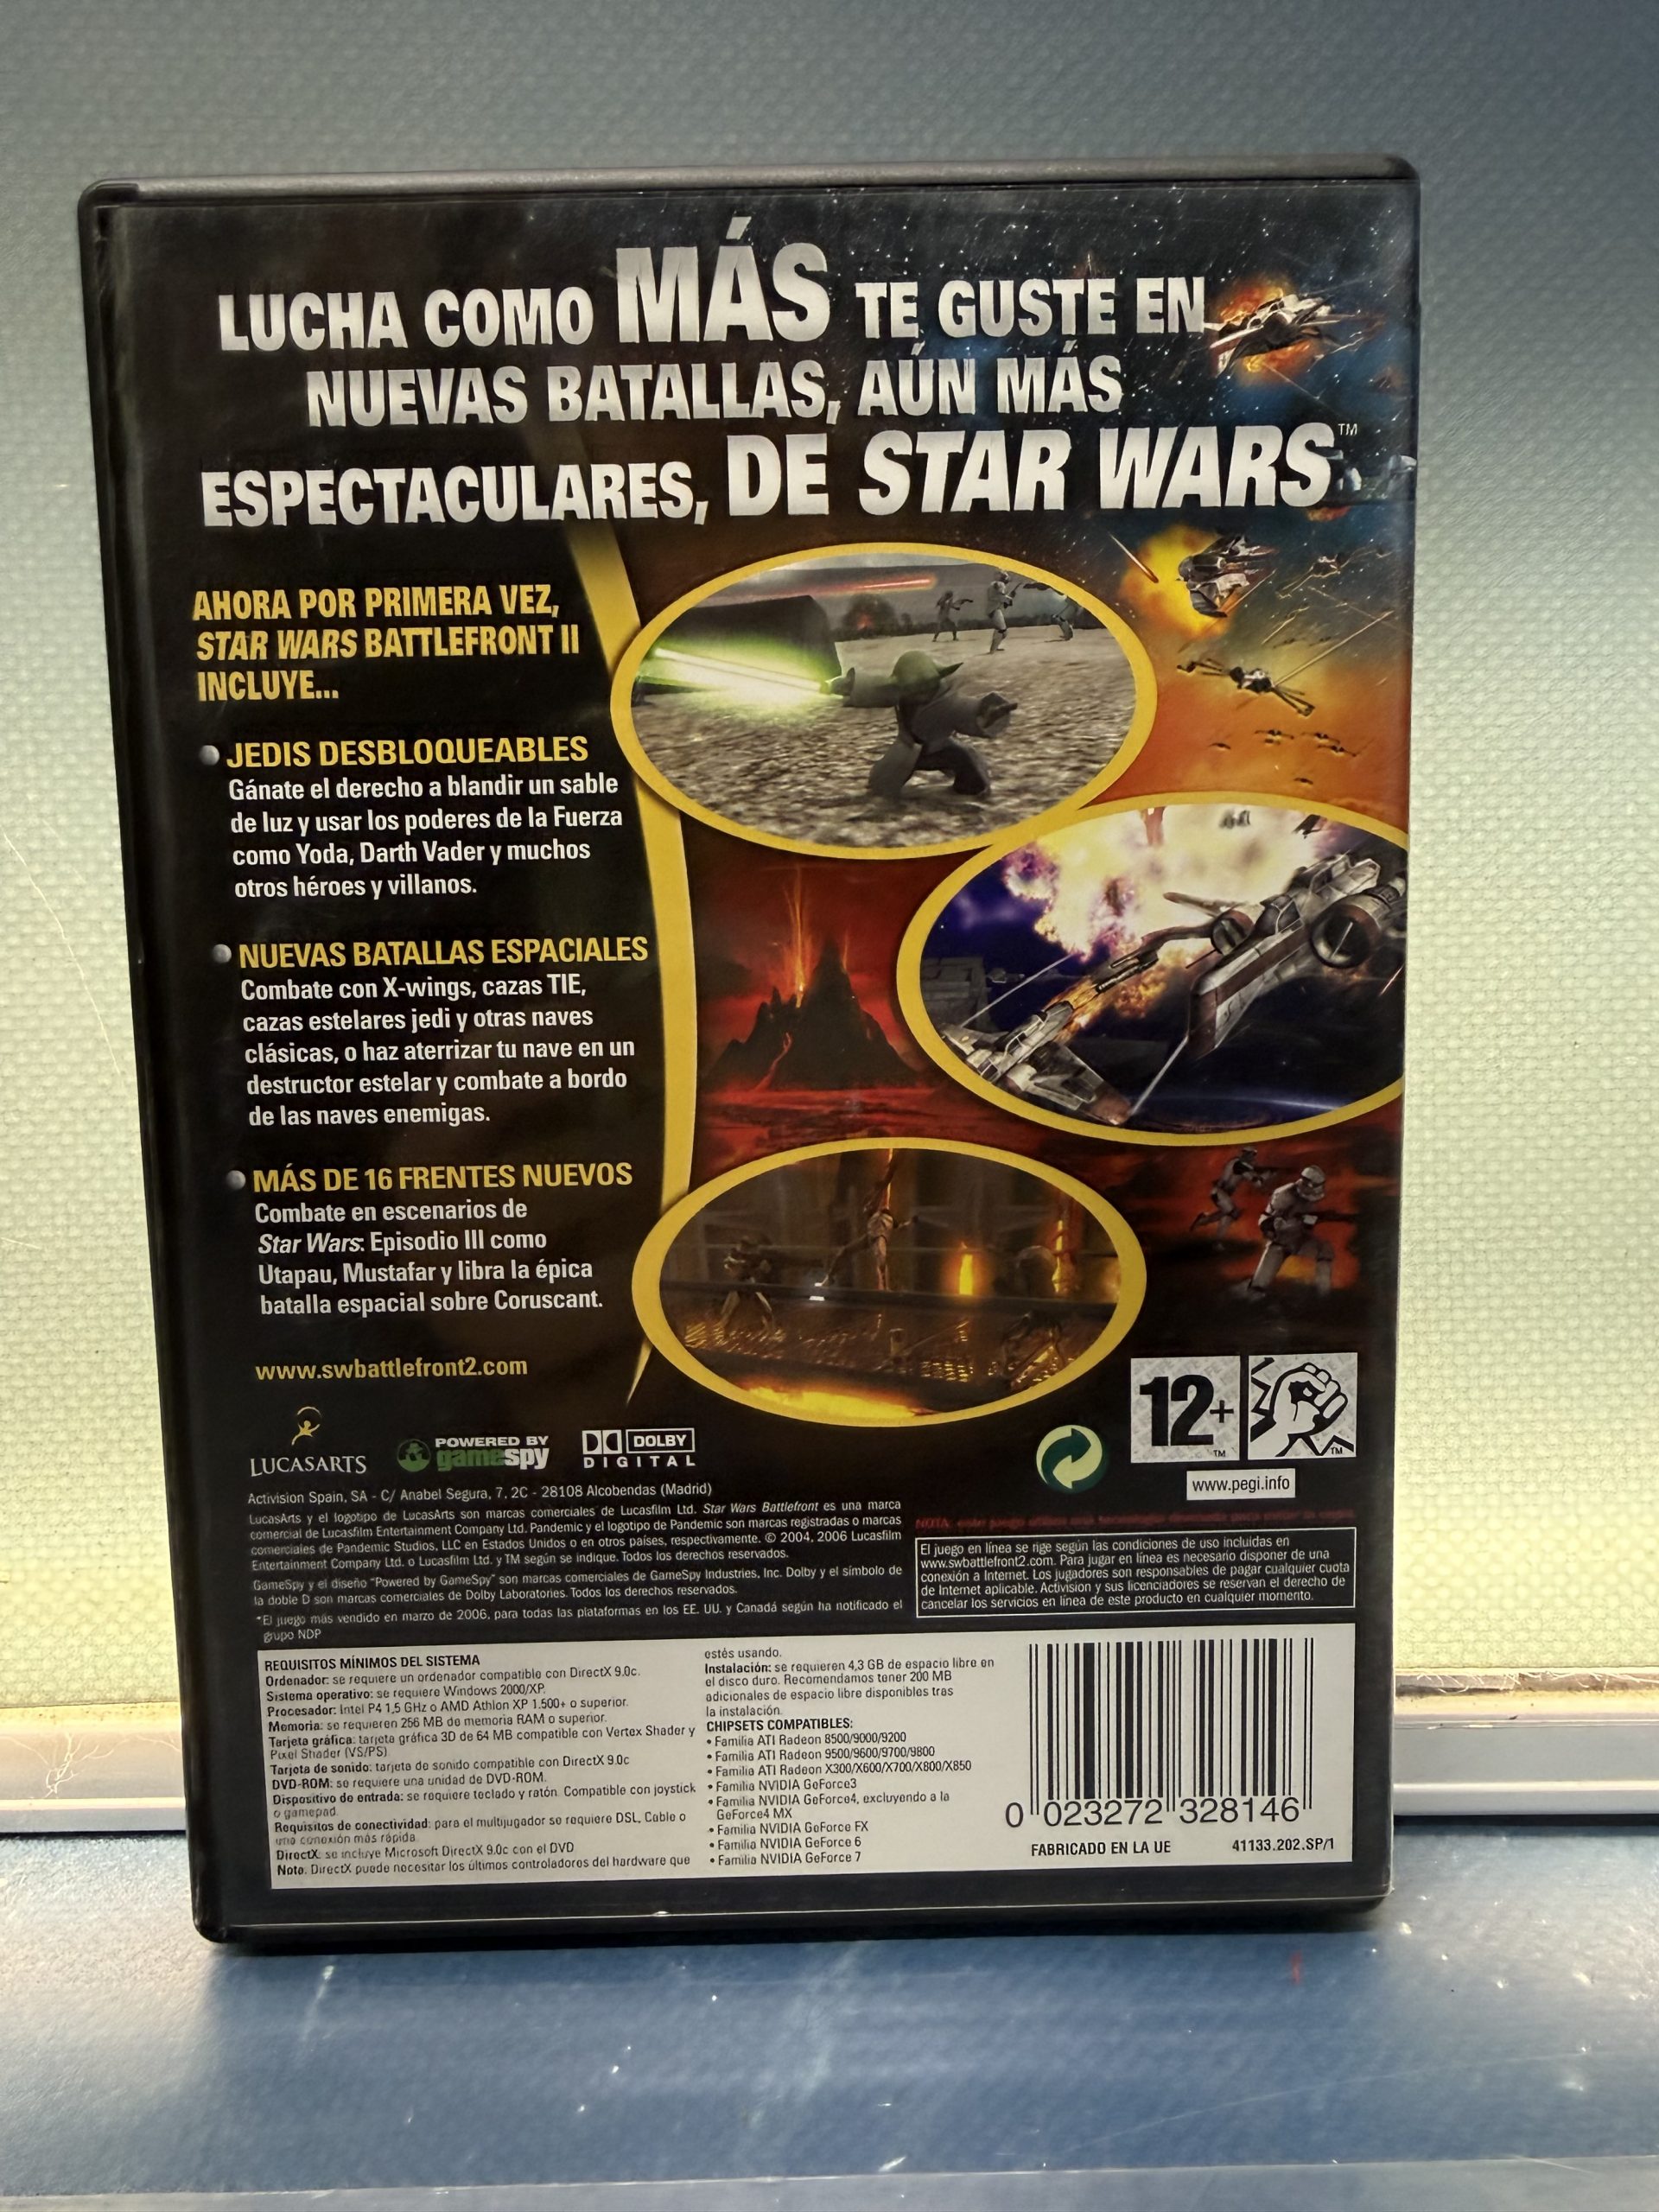 LUCHA COMO MÁS TE GUSTE EN
NUEVAS BATALLAS, AÚN MÁS
ESPECTACULARES, DE STAR WARS™
AHORA POR PRIMERA VEZ,
STAR WARS BATTLEFRONT II
INCLUYE...
JEDIS DESBLOQUEABLES
Gánate el derecho a blandir un sable
de luz y usar los poderes de la Fuerza
como Yoda, Darth Vader y muchos
otros héroes y villanos.
NUEVAS BATALLAS ESPACIALES
Combate con X-wings, cazas TIE,
cazas estelares jedi y otras naves
clásicas, o haz aterrizar tu nave en un
destructor estelar y combate a bordo
de las naves enemigas.
MÁS DE 16 FRENTES NUEVOS
Combate en escenarios de
Star Wars: Episodio III como
Utapau, Mustafar y libra la épica
batalla espacial sobre Coruscant.
www.swbattlefront2.com
LUCASARTS
POWERED BY
gamespy
DOLBY
DIGITAL
12+™
™
www.pegi.info
Activision Spain, SA - C/ Anabel Segura, 7, 2C - 28108 Alcobendas (Madrid)
LucasArts y el logotipo de LucasArts son marcas comerciales de Lucasfilm Ltd. Star Wars Battlefront es una marca
comercial de Lucasfilm Entertainment Company Ltd. Pandemic y el logotipo de Pandemic son marcas registradas o marcas
comerciales de Pandemic Studios, LLC en Estados Unidos o en otros países, respectivamente. © 2004, 2006 Lucasfilm
Entertainment Company Ltd. o Lucasfilm Ltd. y TM según se indique. Todos los derechos reservados.
GameSpy y el diseño "Powered by GameSpy" son marcas comerciales de GameSpy Industries, Inc. Dolby y el símbolo de
la doble D son marcas comerciales de Dolby Laboratories. Todos los derechos reservados.
*El juego más vendido en marzo de 2006, para todas las plataformas en los EE. UU. y Canadá según ha notificado el
grupo NDP
NOTA: este juego
El juego en línea se rige según las condiciones de uso incluidas en
www.swbattlefront2.com. Para jugar en línea es necesario disponer de una
conexión a Internet. Los jugadores son responsables de pagar cualquier cuota
de Internet aplicable. Activision y sus licenciadores se reservan el derecho de
cancelar los servicios en línea de este producto en cualquier momento.
REQUISITOS MÍNIMOS DEL SISTEMA
Ordenador: se requiere un ordenador compatible con DirectX 9.0c.
Sistema operativo: se requiere Windows 2000/XP.
Procesador: Intel P4 1,5 GHz o AMD Athlon XP 1.500+ o superior.
Memoria: se requieren 256 MB de memoria RAM o superior.
Tarjeta gráfica: tarjeta gráfica 3D de 64 MB compatible con Vertex Shader y
Pixel Shader (VS/PS)
Tarjeta de sonido: tarjeta de sonido compatible con DirectX 9.0c
DVD-ROM: se requiere una unidad de DVD-ROM.
Dispositivo de entrada: se requiere teclado y ratón. Compatible con joystick
o gamepad.
Requisitos de conectividad: para el multijugador se requiere DSL, Cable o
una conexión más rápida.
DirectX: se incluye Microsoft DirectX 9.0c con el DVD
Nota: DirectX puede necesitar los últimos controladores del hardware que
estés usando.
Instalación: se requieren 4,3 GB de espacio libre en
el disco duro. Recomendamos tener 200 MB
adicionales de espacio libre disponibles tras
la instalación.
CHIPSETS COMPATIBLES:
• Familia ATI Radeon 8500/9000/9200
• Familia ATI Radeon 9500/9600/9700/9800
• Familia ATI Radeon X300/X600/X700/X800/X850
• Familia NVIDIA GeForce3
• Familia NVIDIA GeForce4, excluyendo a la
GeForce4 MX
• Familia NVIDIA GeForce FX
• Familia NVIDIA GeForce 6
• Familia NVIDIA GeForce 7
0 023272 328146
FABRICADO EN LA UE
41133.202.SP/1